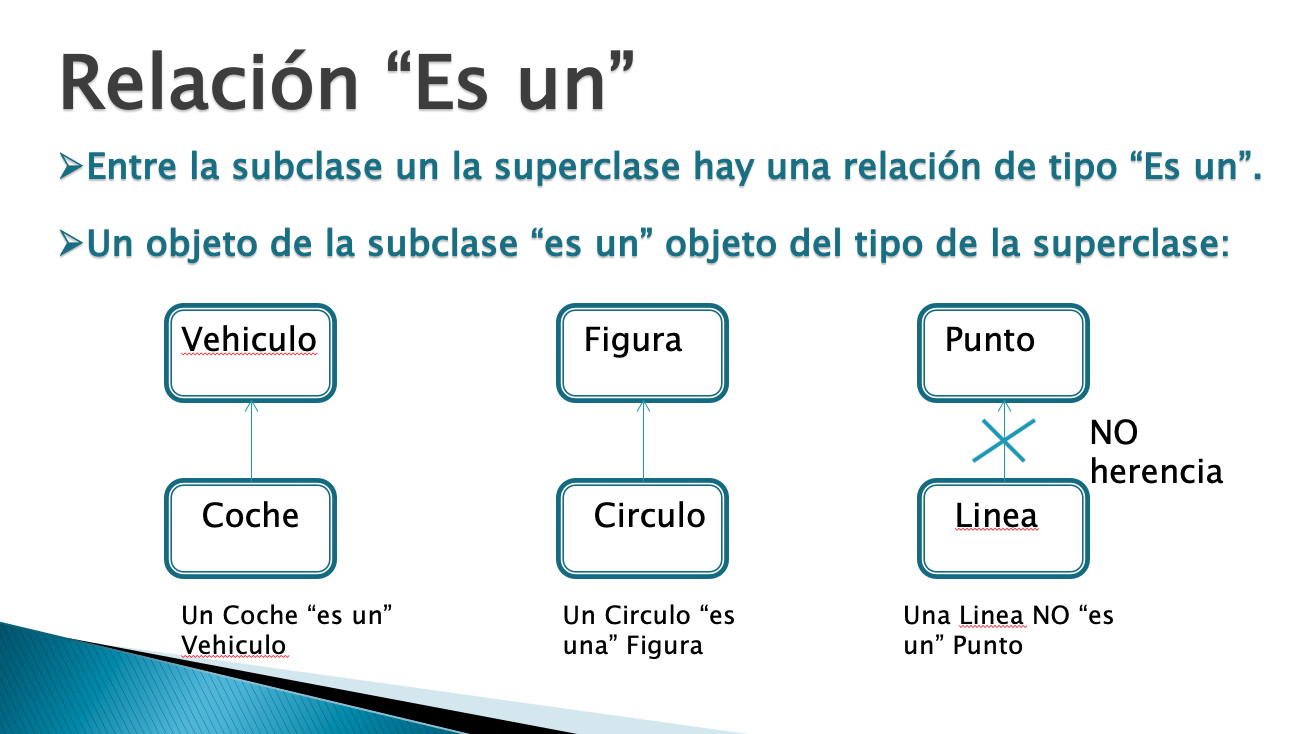 Relación “Es un”
➢Entre la subclase un la superclase hay una relación de tipo “Es un”.
➢Un objeto de la subclase “es un” objeto del tipo de la superclase:
Vehiculo
Figura
Punto
NO
herencia
Coche
Circulo
Linea
Un Coche “es un”
Vehiculo
Un Circulo “es
una” Figura
Una Linea NO “es
un” Punto